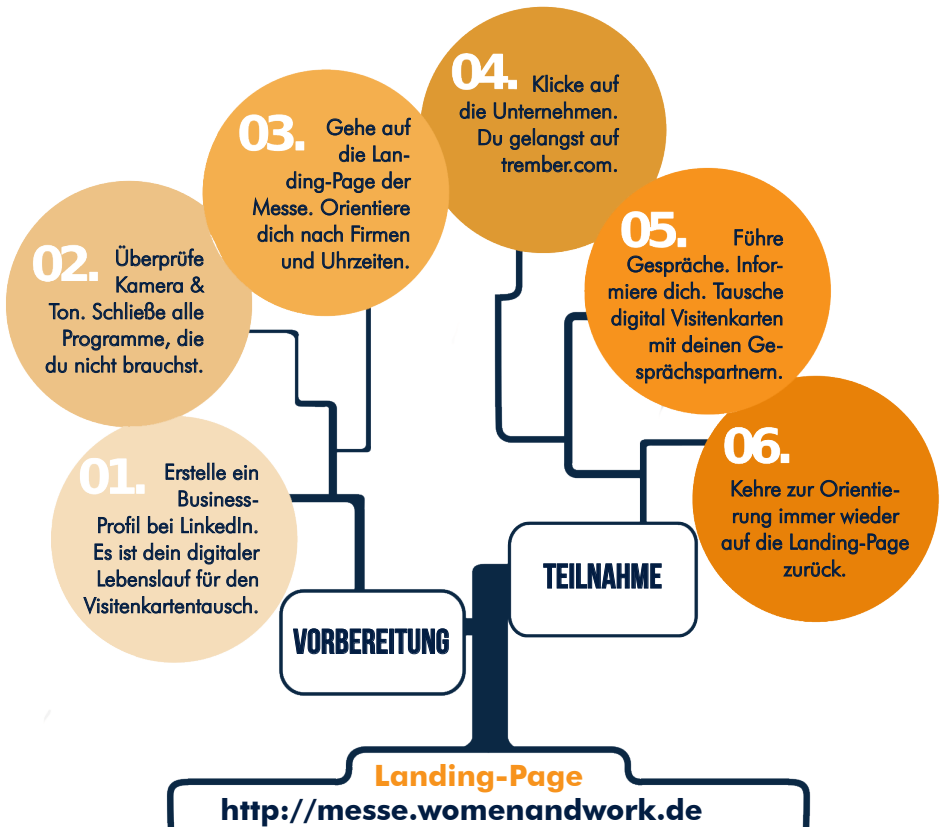 01. Erstelle ein
Business-
Profil bei LinkedIn.
Es ist dein digitaler
Lebenslauf für den
Visitenkartentausch.
02. Überprüfe
Kamera &
Ton. Schließe alle
Programme, die
du nicht brauchst.
03. Gehe auf
die Lan-
ding-Page der
Messe. Orientiere
dich nach Firmen
und Uhrzeiten.
04. Klicke auf
die Unternehmen.
Du gelangst auf
trember.com.
05. Führe
Gespräche. Infor-
miere dich. Tausche
digital Visitenkarten
mit deinen Ge-
sprächspartnern.
06.
Kehre zur Orientie-
rung immer wieder
auf die Landing-Page
zurück.
VORBEREITUNG
TEILNAHME
Landing-Page
http://messe.womenandwork.de